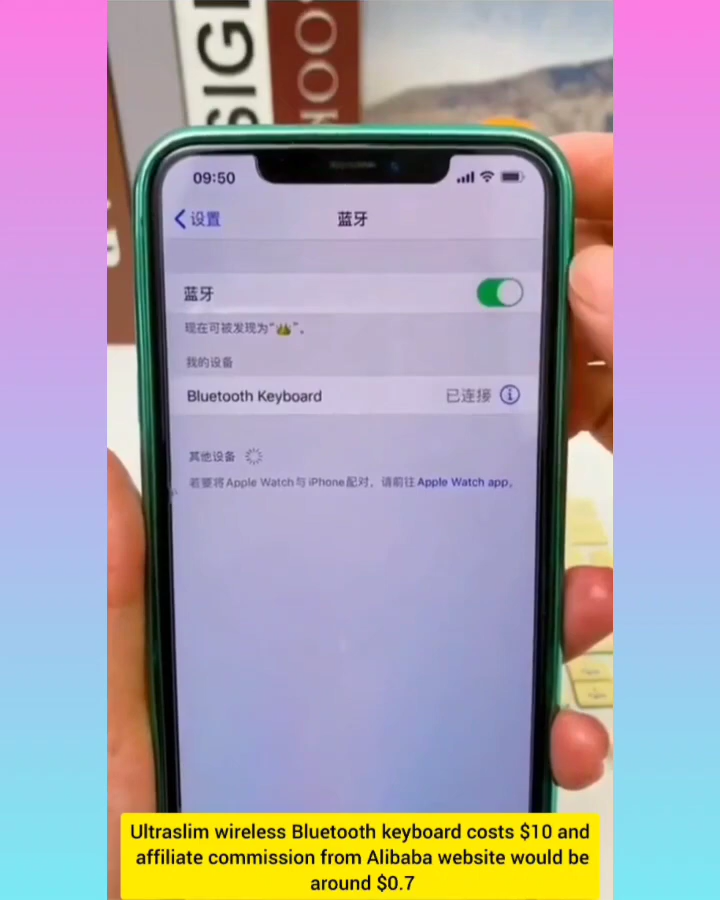 SIG
09:50
设置
蓝牙
蓝牙
现在可被发现为“”。
我的设备
Bluetooth Keyboard 已连接
其他设备
若要将Apple Watch与iPhone配对，请前往Apple Watch app。
Ultraslim wireless Bluetooth keyboard costs $10 and
affiliate commission from Alibaba website would be
around $0.7